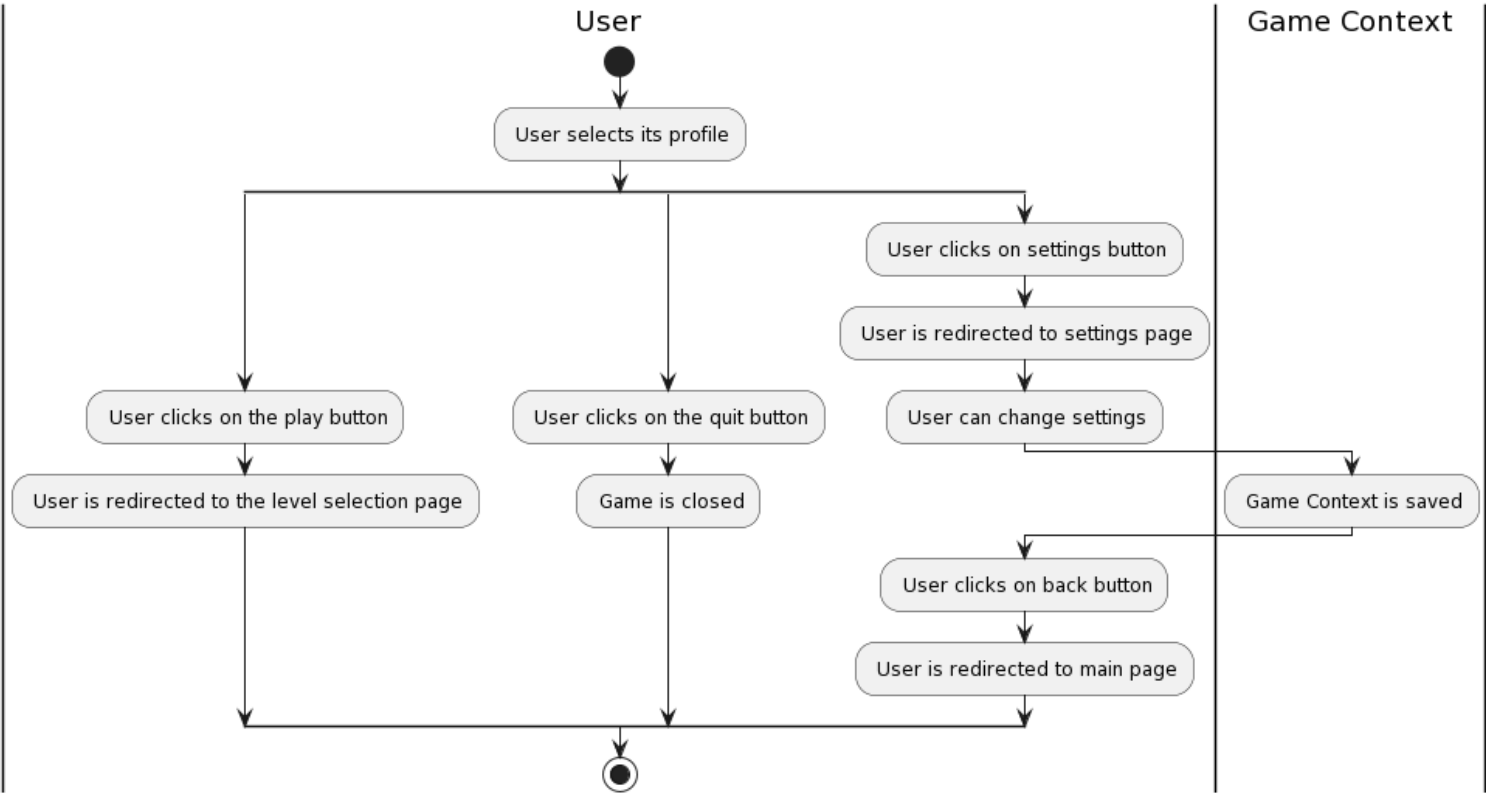 User
Game Context
User selects its profile
User clicks on settings button
User is redirected to settings page
User clicks on the play button
User clicks on the quit button
User can change settings
User is redirected to the level selection page
Game is closed
Game Context is saved
User clicks on back button
User is redirected to main page